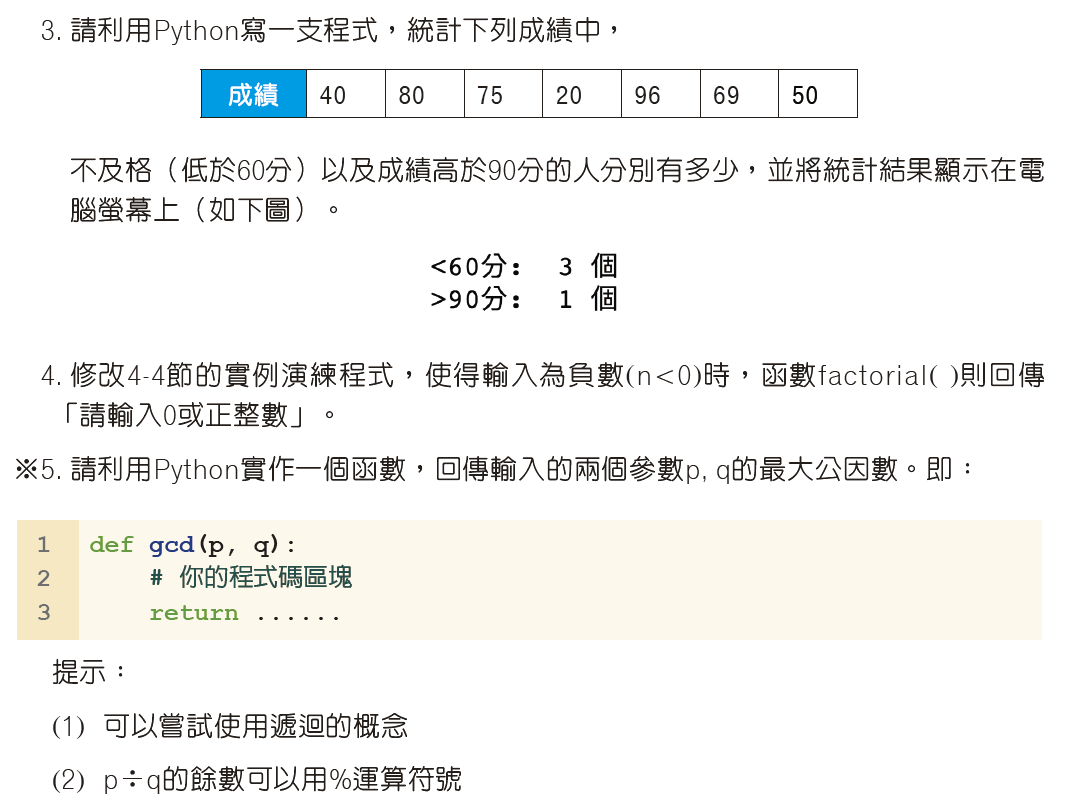 3. 請利用Python寫一支程式，統計下列成績中，
成績 40 80 75 20 96 69 50
不及格（低於60分）以及成績高於90分的人分別有多少，並將統計結果顯示在電
腦螢幕上（如下圖）。
<60分: 3 個
>90分: 1 個
4. 修改4-4節的實例演練程式，使得輸入為負數(n<0)時，函數factorial( )則回傳
「請輸入0或正整數」。
※5. 請利用Python實作一個函數，回傳輸入的兩個參數p, q的最大公因數。即：
1 def gcd(p, q):
2 # 你的程式碼區塊
3 return ......
提示：
(1) 可以嘗試使用遞迴的概念
(2) p÷q的餘數可以用%運算符號